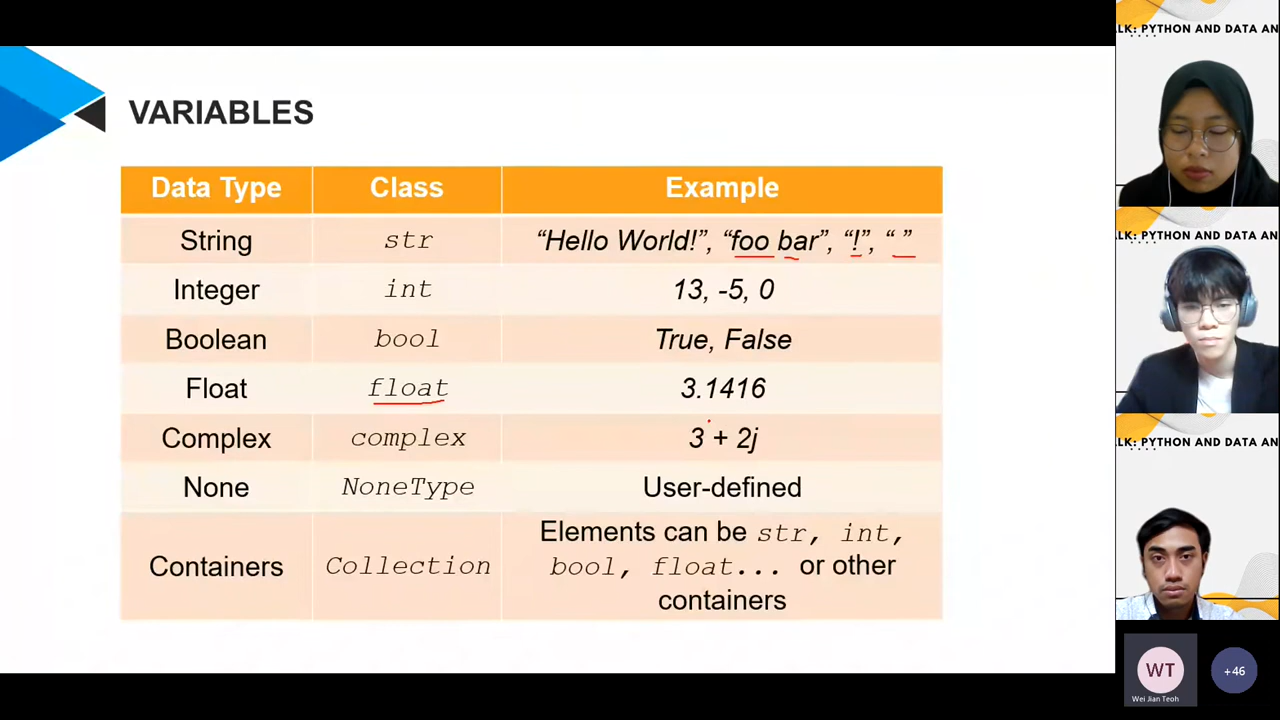 VARIABLES
Data Type Class Example
String str “Hello World!”, “foo bar”, “!”, “ ”
Integer int 13, -5, 0
Boolean bool True, False
Float float 3.1416
Complex complex 3 + 2j
None NoneType User-defined
Containers Collection Elements can be str, int,
bool, float... or other
containers
LK: PYTHON AND DATA AN
LK: PYTHON AND DATA AN
LK: PYTHON AND DATA AN
WT
Wei Jian Teoh
+46